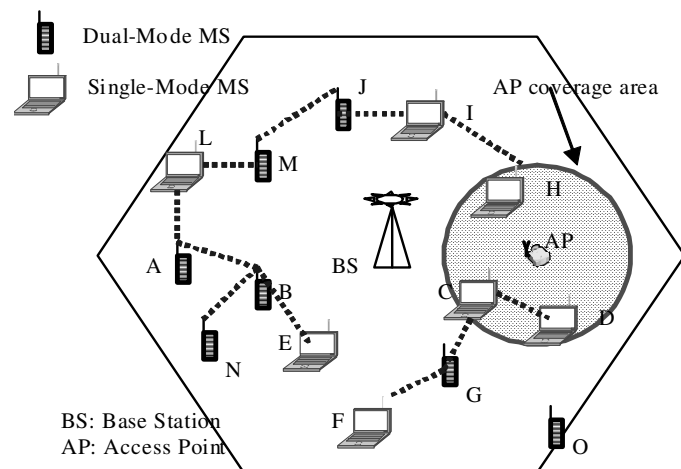 Dual-Mode MS
Single-Mode MS
J
I
AP coverage area
L
M
H
A
BS
AP
B
C
D
E
N
G
F
O
BS: Base Station
AP: Access Point